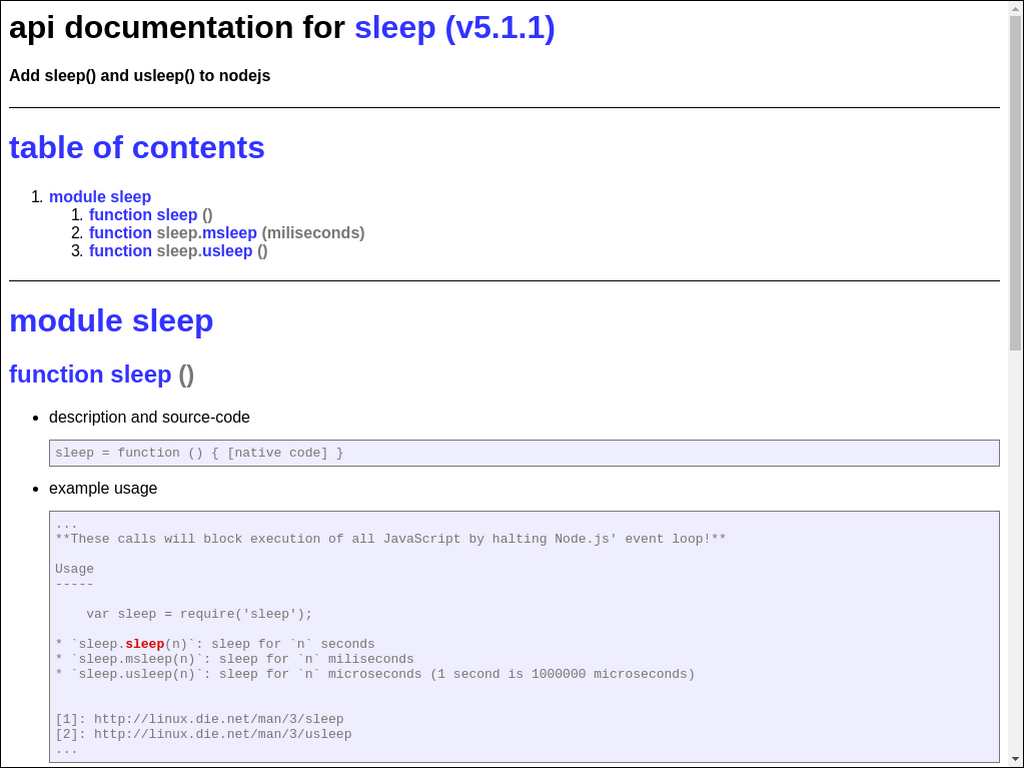 api documentation for sleep (v5.1.1)
Add sleep() and usleep() to nodejs
table of contents
1. module sleep
1. function sleep ()
2. function sleep.msleep (miliseconds)
3. function sleep.usleep ()
module sleep
function sleep ()
• description and source-code
sleep = function () { [native code] }
• example usage
...
**These calls will block execution of all JavaScript by halting Node.js' event loop!**
Usage
-----
var sleep = require('sleep');
* `sleep.sleep(n)`: sleep for `n` seconds
* `sleep.msleep(n)`: sleep for `n` miliseconds
* `sleep.usleep(n)`: sleep for `n` microseconds (1 second is 1000000 microseconds)
[1]: http://linux.die.net/man/3/sleep
[2]: http://linux.die.net/man/3/usleep
...